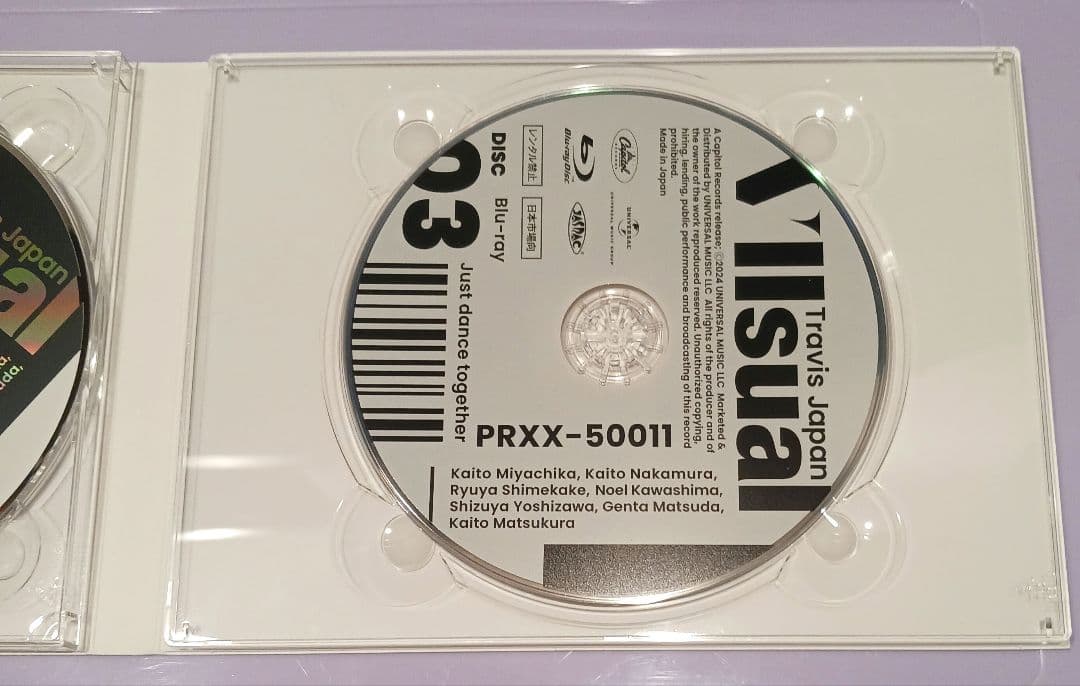 Japan
al
03
DISC Blu-ray
レンタル禁止
日本市場向
Blu-ray Disc
JASRAC
Capitol
UNIVERSAL
UNIVERSAL MUSIC GROUP
A Capitol Records release; ℗2024 UNIVERSAL MUSIC LLC Marketed &
Distributed by UNIVERSAL MUSIC LLC All rights of the producer and of
the owner of the work reproduced reserved. Unauthorized copying,
hiring, lending, public performance and broadcasting of this record
prohibited.
Made in Japan
VIIsual
Travis Japan
Just dance together
PRXX-50011
Kaito Miyachika, Kaito Nakamura,
Ryuya Shimekake, Noel Kawashima,
Shizuya Yoshizawa, Genta Matsuda,
Kaito Matsukura